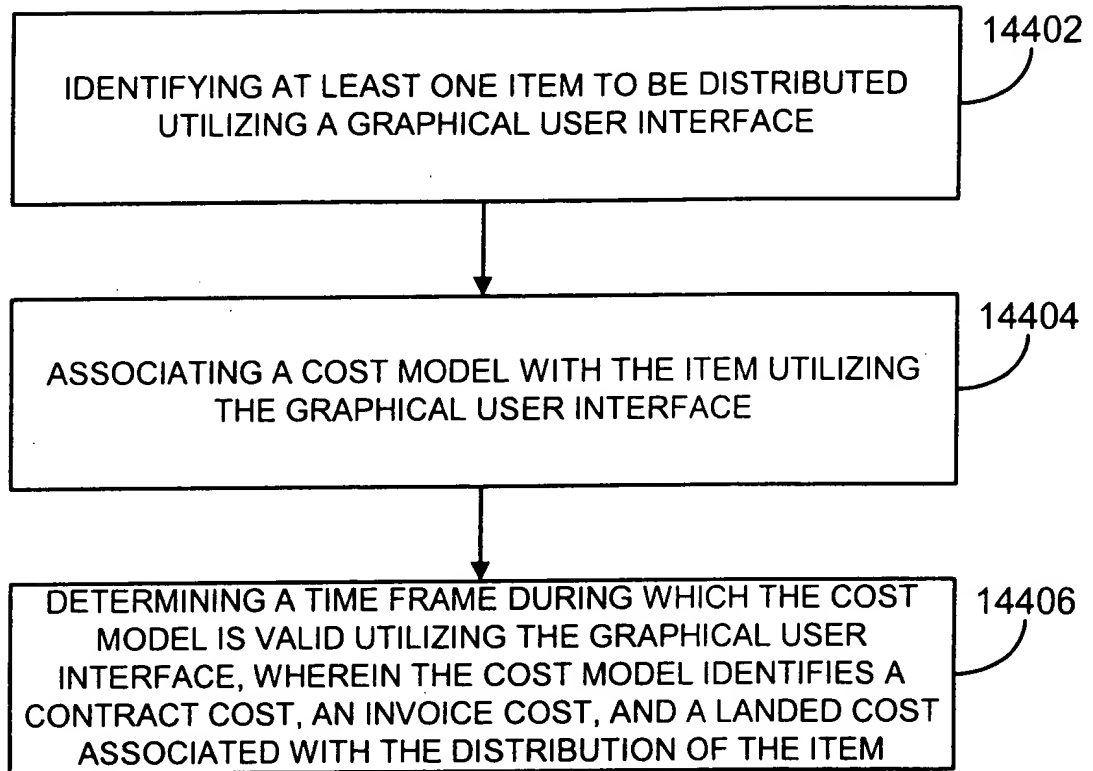 14402
IDENTIFYING AT LEAST ONE ITEM TO BE DISTRIBUTED
UTILIZING A GRAPHICAL USER INTERFACE
14404
ASSOCIATING A COST MODEL WITH THE ITEM UTILIZING
THE GRAPHICAL USER INTERFACE
14406
DETERMINING A TIME FRAME DURING WHICH THE COST
MODEL IS VALID UTILIZING THE GRAPHICAL USER
INTERFACE, WHEREIN THE COST MODEL IDENTIFIES A
CONTRACT COST, AN INVOICE COST, AND A LANDED COST
ASSOCIATED WITH THE DISTRIBUTION OF THE ITEM